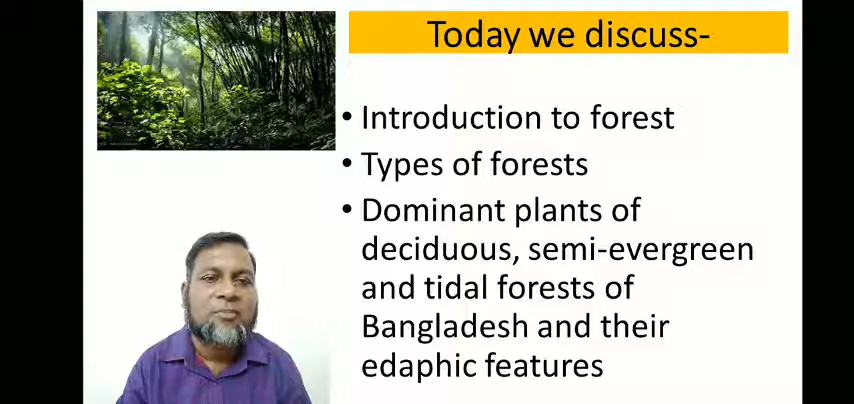 Today we discuss-
• Introduction to forest
• Types of forests
• Dominant plants of
deciduous, semi-evergreen
and tidal forests of
Bangladesh and their
edaphic features